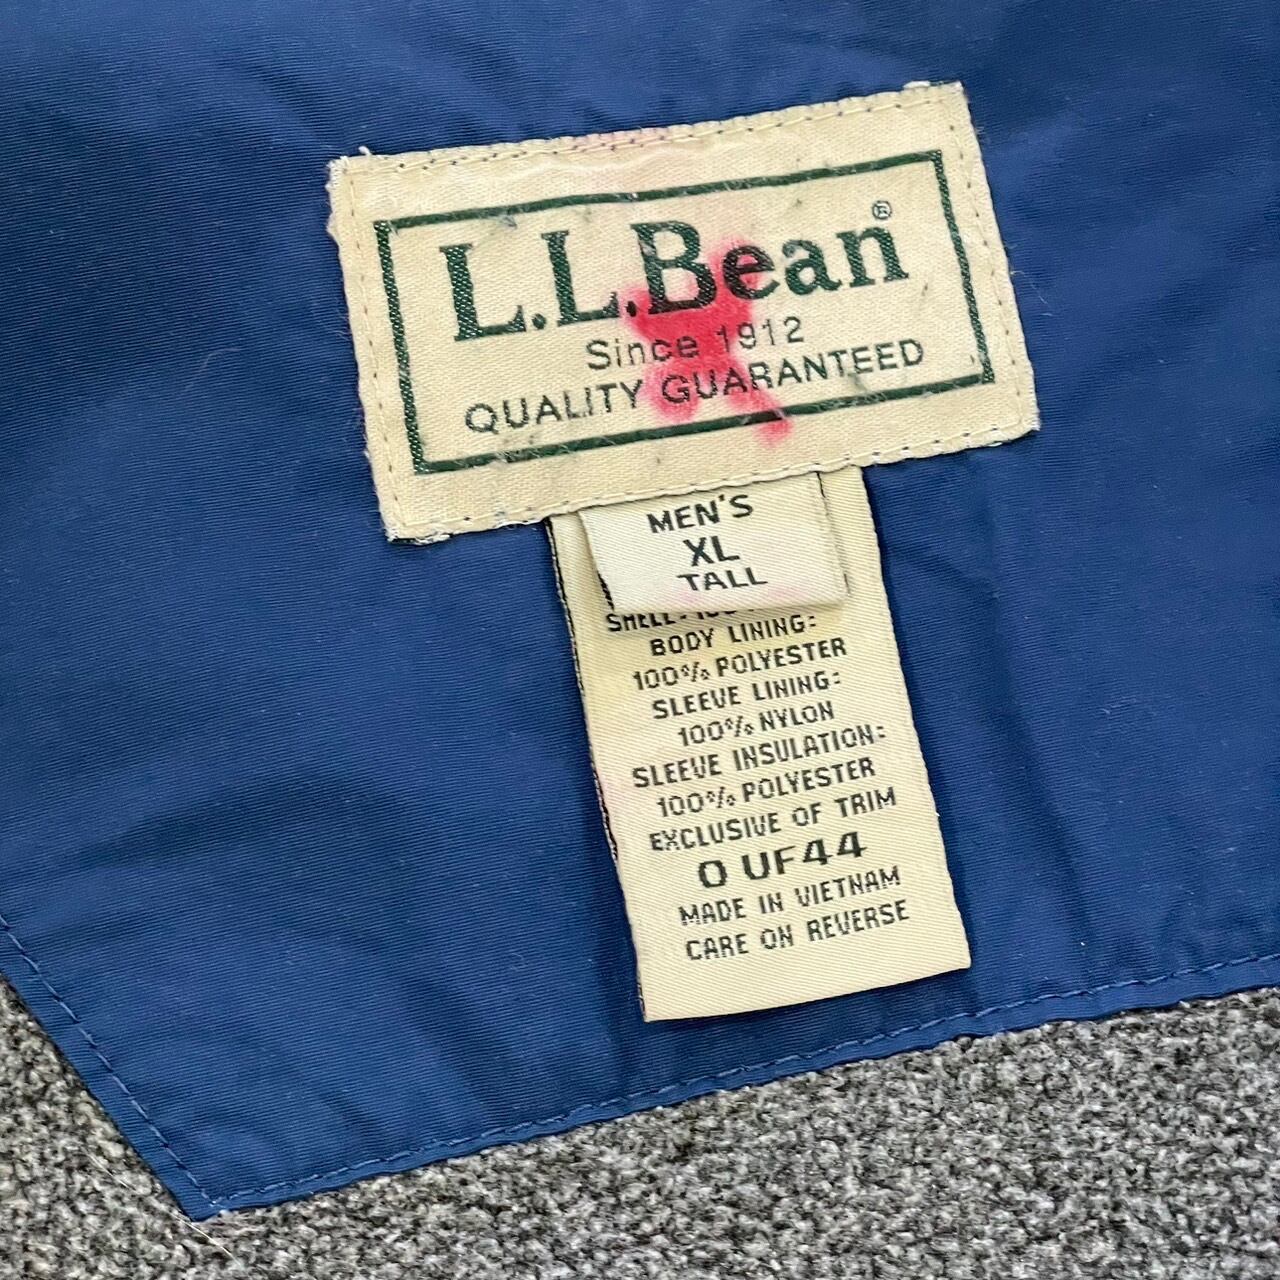 L.L.Bean®
Since 1912
QUALITY GUARANTEED
MEN'S
XL
TALL
SHELL:
BODY LINING:
100% POLYESTER
SLEEVE LINING:
100% NYLON
SLEEVE INSULATION:
100% POLYESTER
EXCLUSIVE OF TRIM
0 UF44
MADE IN VIETNAM
CARE ON REVERSE